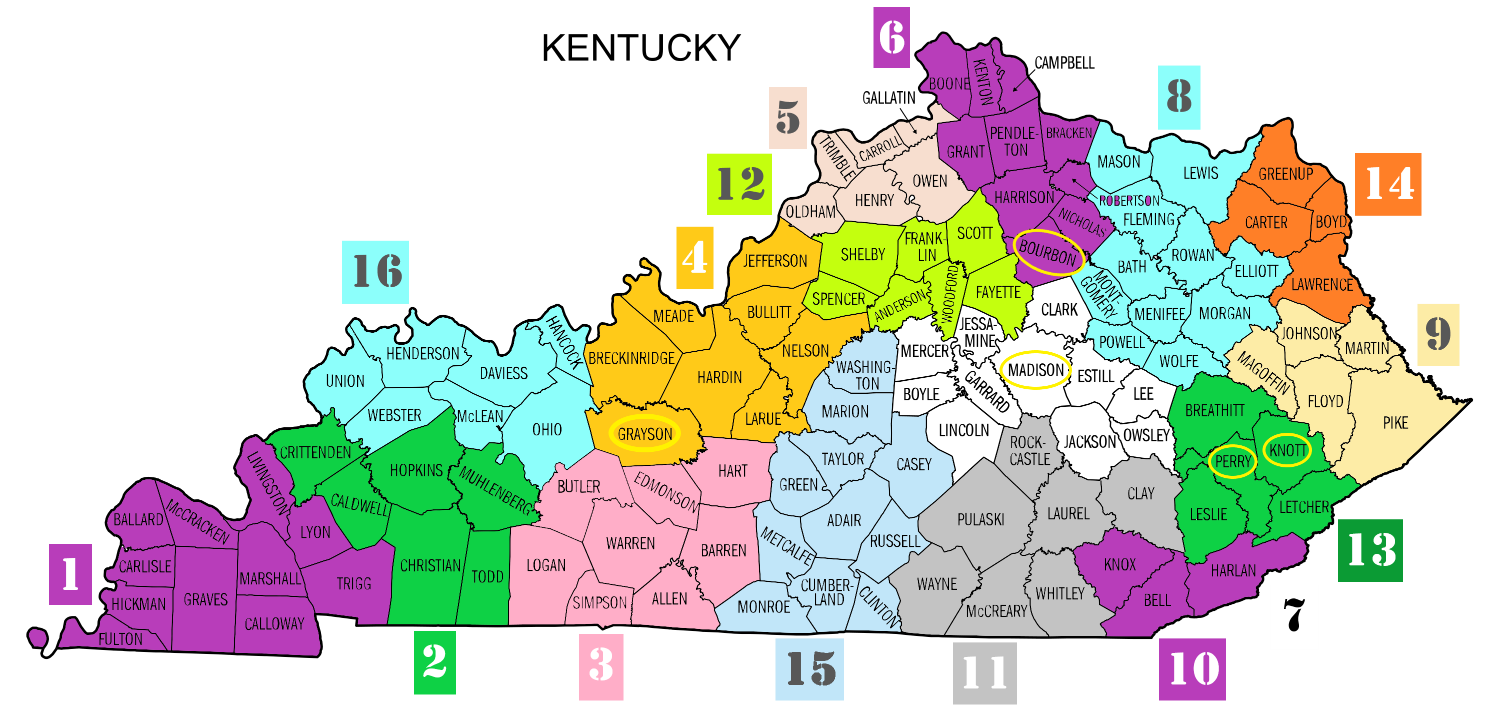 KENTUCKY
6
CAMPBELL
BOONE
KENTON
8
GALLATIN
5
TRIMBLE
CARROLL
GRANT
PENDLE-
TON
BRACKEN
MASON
LEWIS
GREENUP
14
12
OLDHAM
HENRY
OWEN
HARRISON
ROBERTSON
NICHOLAS
FLEMING
CARTER
BOYD
4
16
JEFFERSON
SHELBY
FRANK-
LIN
SCOTT
BOURBON
BATH
ROWAN
ELLIOTT
LAWRENCE
MEADE
BULLITT
SPENCER
ANDERSON
WOODFORD
FAYETTE
CLARK
MONT-
GOMERY
MENIFEE
MORGAN
9
HANCOCK
HENDERSON
UNION
DAVIESS
BRECKINRIDGE
HARDIN
NELSON
WASHING-
TON
MERCER
JESSA-
MINE
MADISON
POWELL
ESTILL
WOLFE
JOHNSON
MARTIN
MAGOFFIN
WEBSTER
McLEAN
OHIO
GRAYSON
LARUE
MARION
BOYLE
GARRARD
LEE
BREATHITT
FLOYD
PIKE
LINCOLN
ROCK-
CASTLE
JACKSON
OWSLEY
PERRY
KNOTT
CRITTENDEN
HOPKINS
MUHLENBERG
LIVINGSTON
CALDWELL
BUTLER
EDMONSON
HART
GREEN
TAYLOR
CASEY
CLAY
LESLIE
LETCHER
BALLARD
McCRACKEN
LYON
WARREN
BARREN
METCALFE
ADAIR
RUSSELL
PULASKI
LAUREL
13
1
CARLISLE
GRAVES
MARSHALL
TRIGG
CHRISTIAN
TODD
LOGAN
SIMPSON
ALLEN
MONROE
CUMBER-
LAND
CLINTON
WAYNE
McCREARY
WHITLEY
KNOX
BELL
HARLAN
HICKMAN
FULTON
CALLOWAY
7
2
3
15
11
10